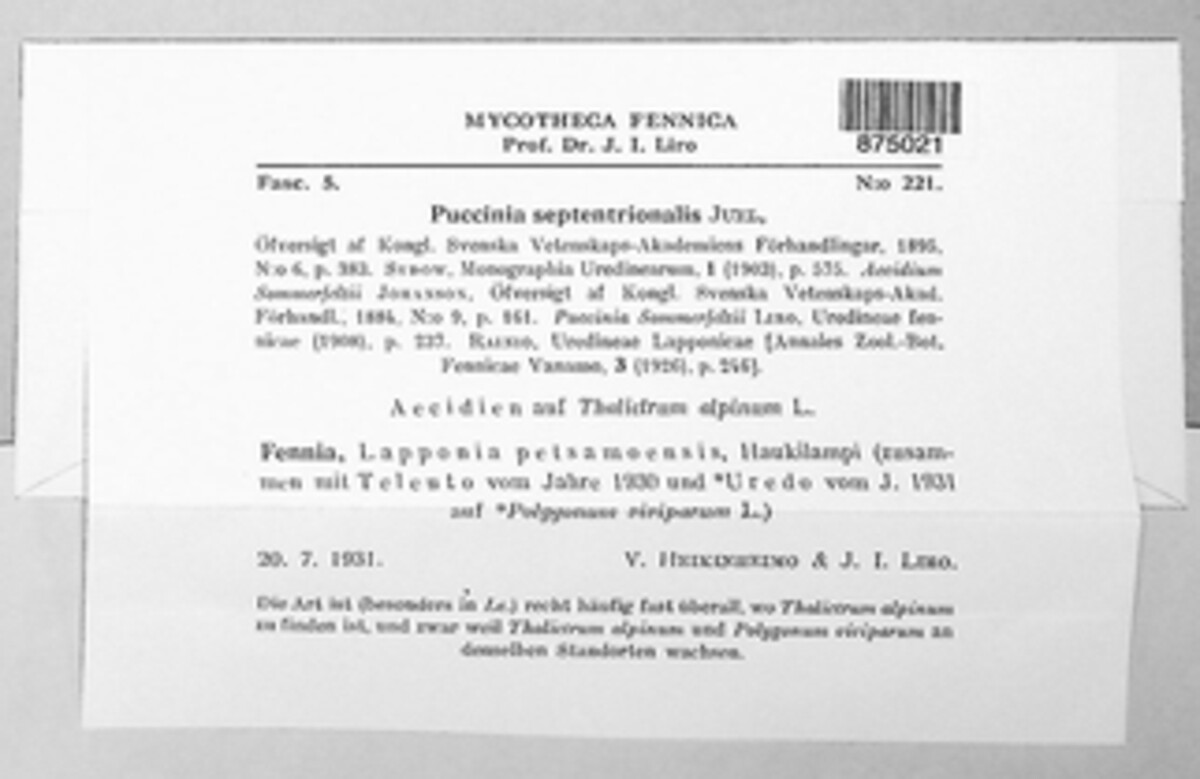 MYCOTHECA FENNICA
875021
Prof. Dr. J. I. Liro
Fasc. 5.
N:o 221.
Puccinia septentrionalis JUEL.
Öfversigt af Kongl. Svenska Vetenskaps-Akademiens Förhandlingar, 1895,
N:o 6, p. 383. SYDOW, Monographia Uredinearum, 1 (1903), p. 575. Aecidium
Sommerfeltii JOHANSON, Öfversigt af Kongl. Svenska Vetenskaps-Akad.
Förhandl., 1884, N:o 9, p. 161. Puccinia Sommerfeltii LIRO, Uredineae fen-
nicae (1908), p. 237. RAINIO, Uredineae Lapponicae [Annales Zool.-Bot.
Fennicae Vanamo, 3 (1926), p. 246].
Aecidien auf Thalictrum alpinum L.
Fennia, Lapponia petsamoensis, Haukilampi (zusam-
men mit Teleuto vom Jahre 1930 und *Uredo vom J. 1931
auf *Polygonum viviparum L.)
20. 7. 1931.
V. HEIKINHEIMO & J. I. LIRO.
Die Art ist (besonders in Le.) recht häufig fast überall, wo Thalictrum alpinum
zu finden ist, und zwar weil Thalictrum alpinum und Polygonum viviparum an
denselben Standorten wachsen.